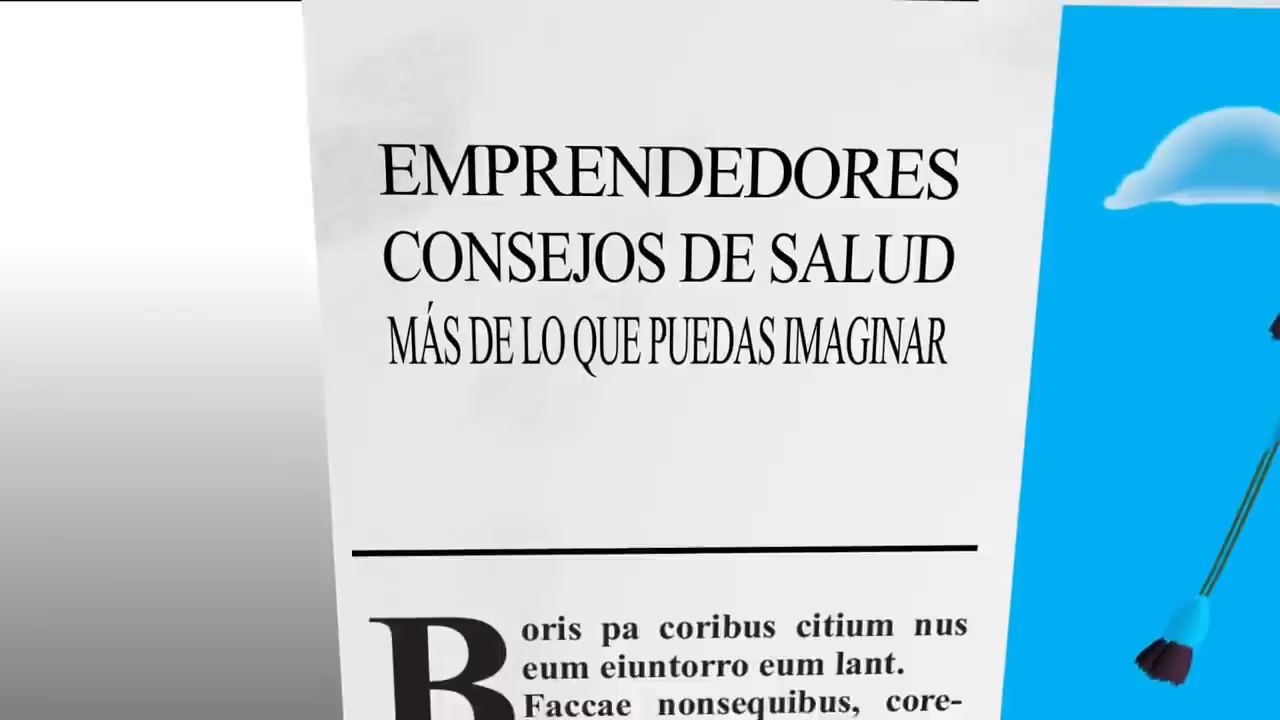 EMPRENDEDORES
CONSEJOS DE SALUD
MÁS DE LO QUE PUEDAS IMAGINAR
Boris pa coribus citium nus
eum eiuntorro eum lant.
Faccae nonsequibus, core-